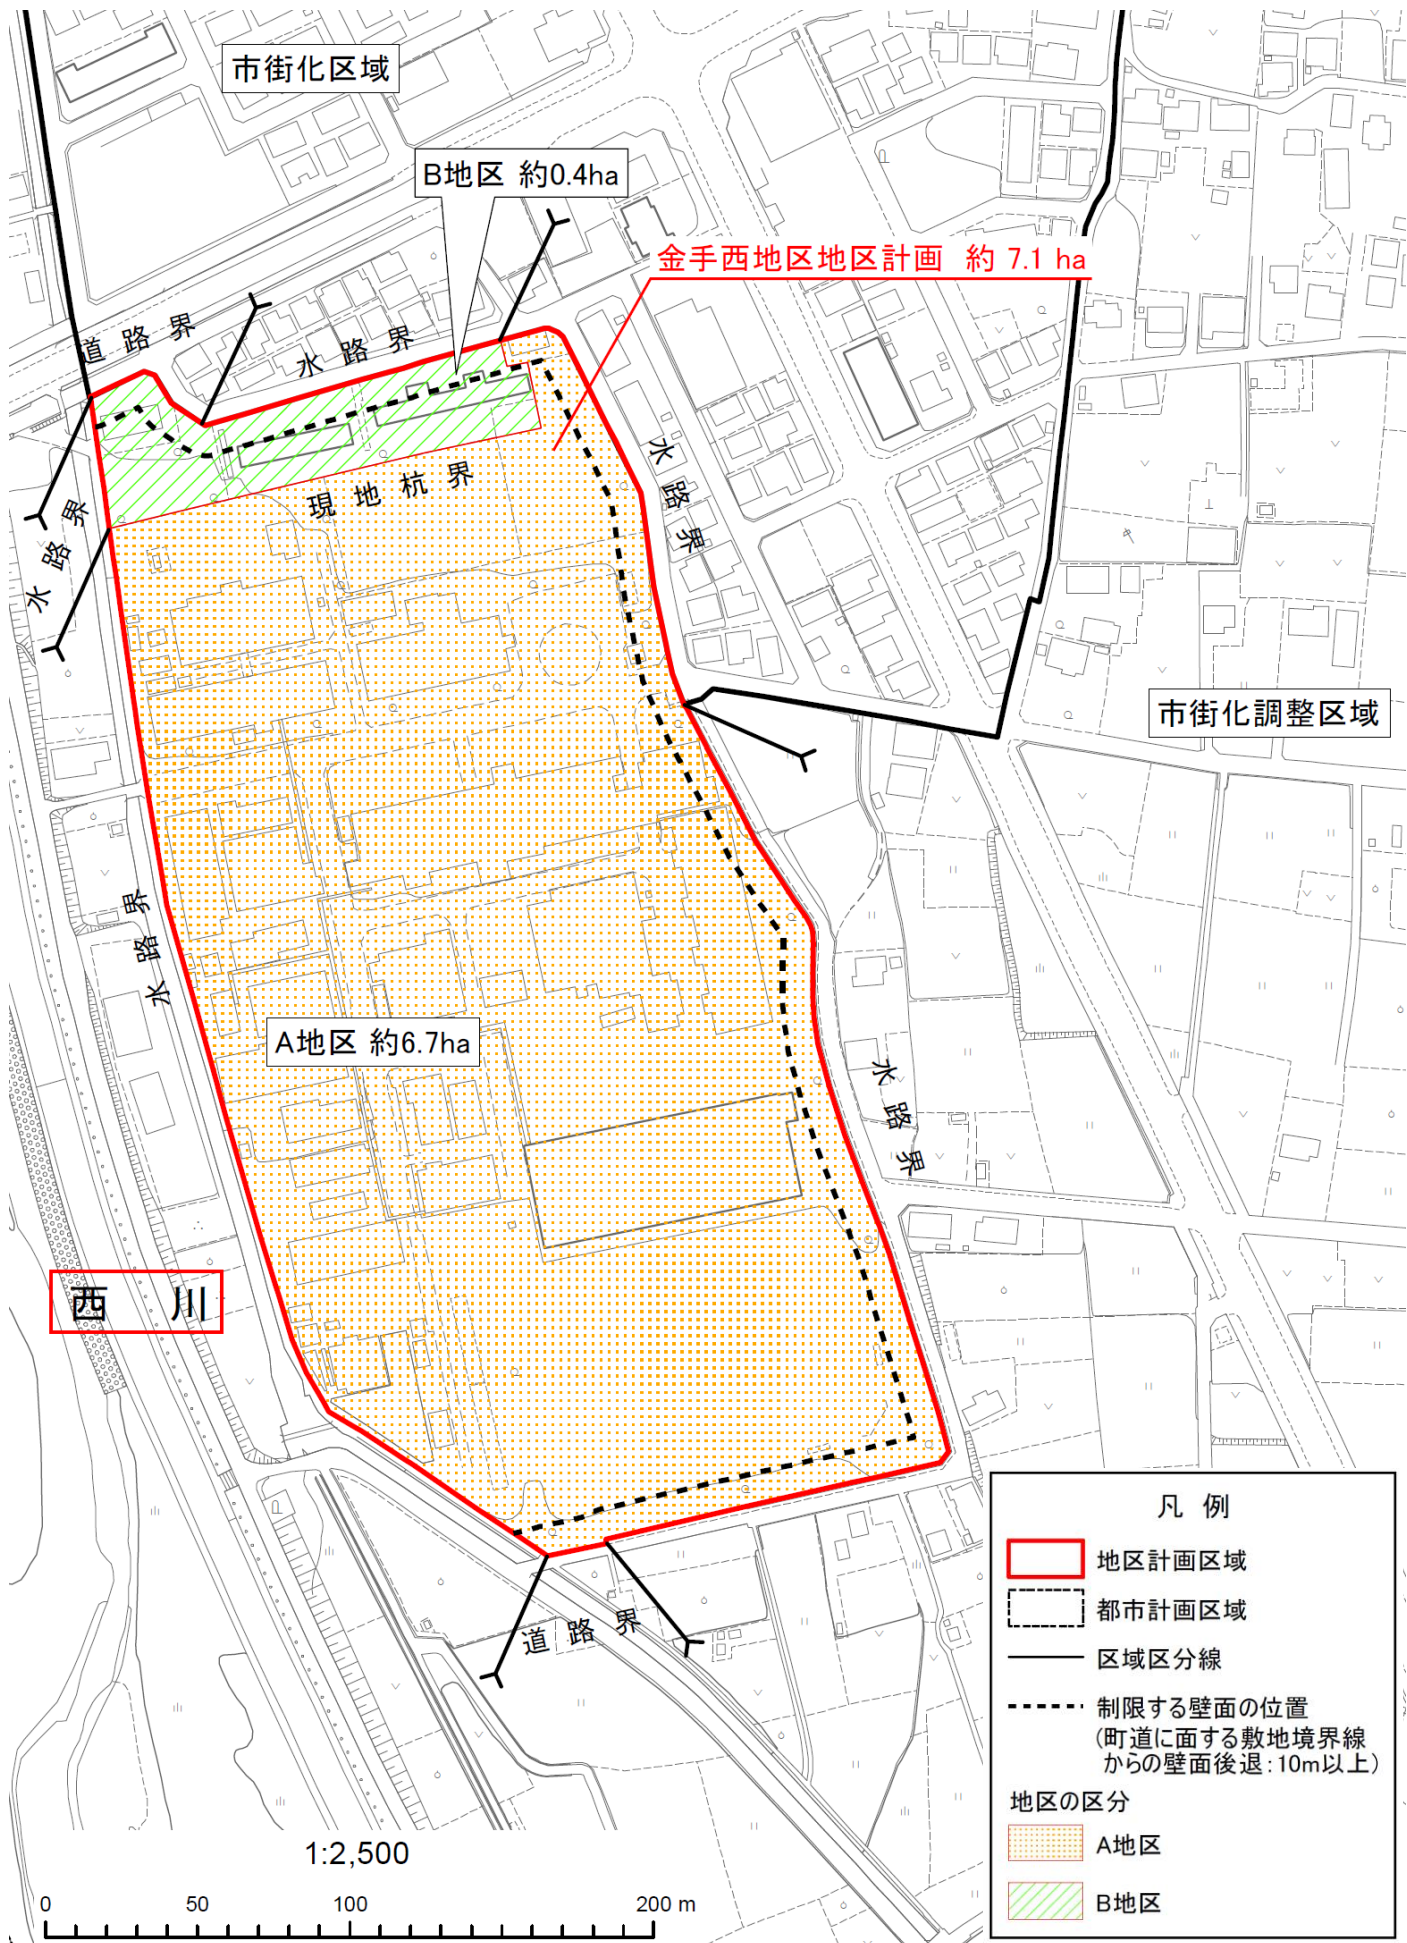 市街化区域
B地区 約0.4ha
金手西地区地区計画 約 7.1 ha
道路界
水路界
水路界
現地杭界
水路界
市街化調整区域
水路界
A地区 約6.7ha
水路界
西 川
道路界
凡 例
地区計画区域
都市計画区域
区域区分線
制限する壁面の位置
(町道に面する敷地境界線
からの壁面後退:10m以上)
地区の区分
A地区
B地区
1:2,500
0 50 100 200 m